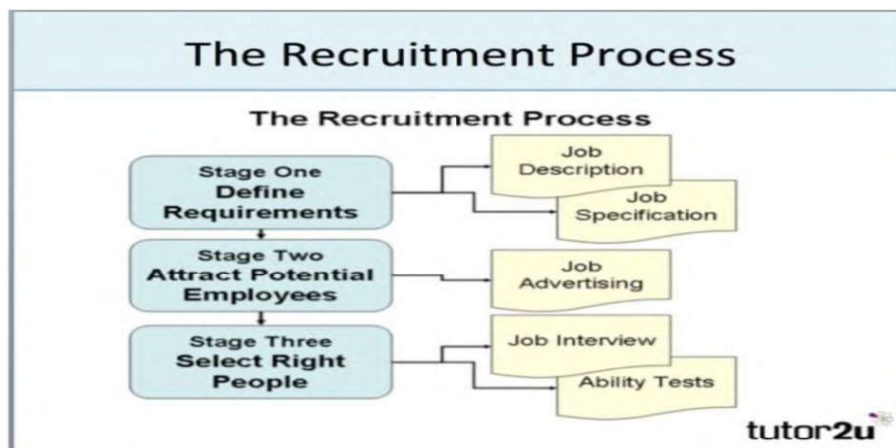 The Recruitment Process
The Recruitment Process
Stage One
Define
Requirements
Job
Description
Job
Specification
Stage Two
Attract Potential
Employees
Job
Advertising
Stage Three
Select Right
People
Job Interview
Ability Tests
tutor2u